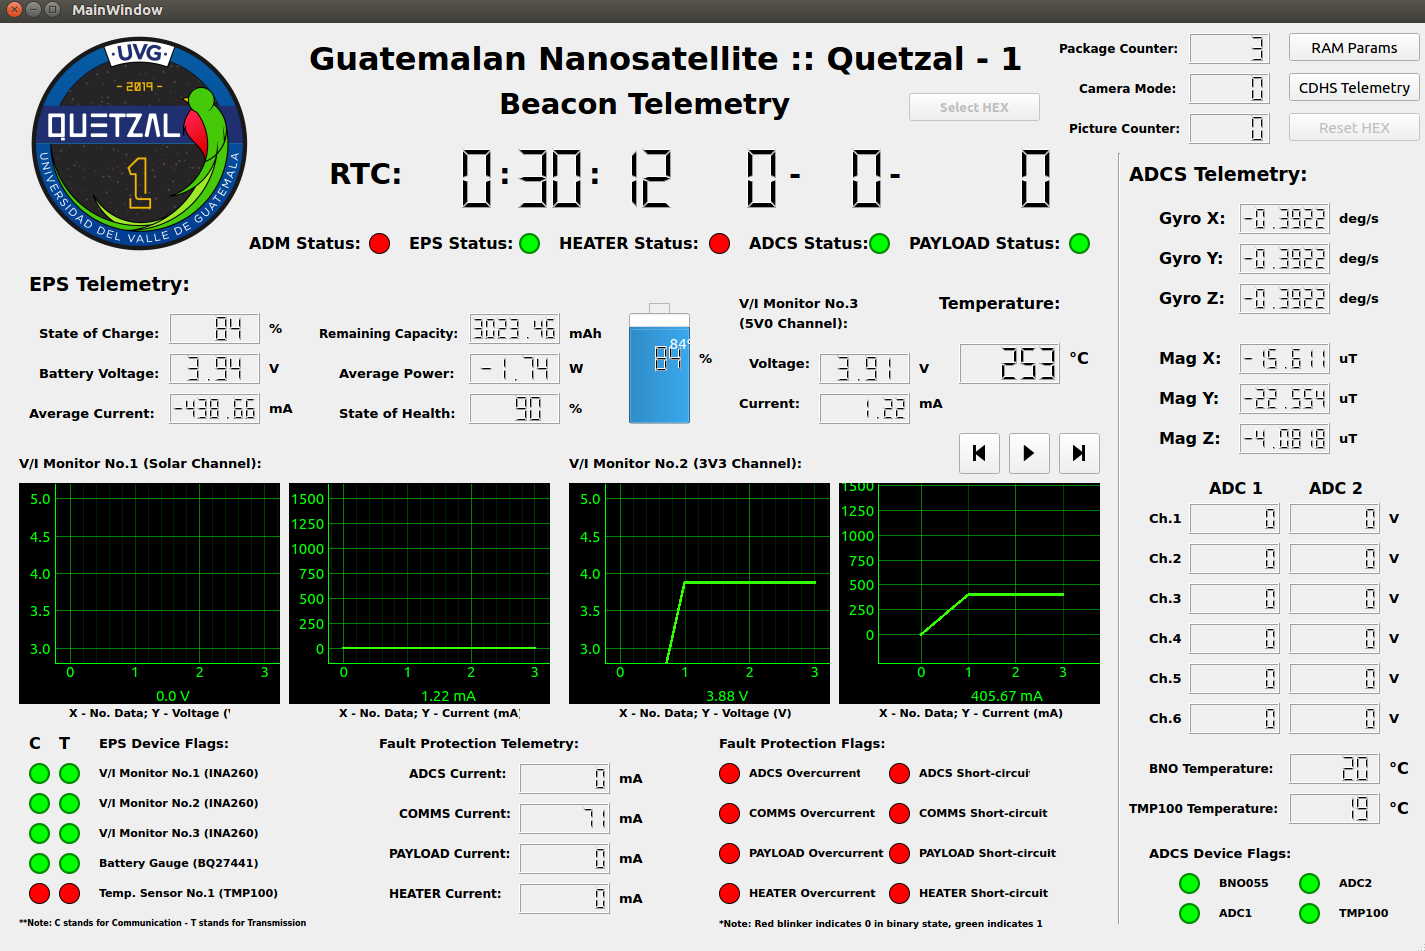 MainWindow
UVG
- 2019 -
QUETZAL
1
UNIVERSIDAD DEL VALLE DE GUATEMALA
Guatemalan Nanosatellite :: Quetzal - 1
Beacon Telemetry
Select HEX
Package Counter: 3
RAM Params
Camera Mode: 0
CDHS Telemetry
Picture Counter: 0
Reset HEX
RTC: 0 : 30 : 12 0 - 0 - 0
ADM Status: EPS Status: HEATER Status: ADCS Status: PAYLOAD Status:
EPS Telemetry:
State of Charge: 84 %
Remaining Capacity: 3023.46 mAh
Battery Voltage: 3.94 V
Average Power: -1.74 W
Average Current: -438.66 mA
State of Health: 90 %
84%
84 %
V/I Monitor No.3
(5V0 Channel):
Voltage: 3.91 V
Current: 1.22 mA
Temperature:
253 °C
V/I Monitor No.1 (Solar Channel):
5.0
4.5
4.0
3.5
3.0
0 1 2 3
0.0 V
X - No. Data; Y - Voltage (V
1500
1250
1000
750
500
250
0
0 1 2 3
1.22 mA
X - No. Data; Y - Current (mA)
V/I Monitor No.2 (3V3 Channel):
5.0
4.5
4.0
3.5
3.0
0 1 2 3
3.88 V
X - No. Data; Y - Voltage (V)
1500
1250
1000
750
500
250
0
0 1 2 3
405.67 mA
X - No. Data; Y - Current (mA)
C T EPS Device Flags:
V/I Monitor No.1 (INA260)
V/I Monitor No.2 (INA260)
V/I Monitor No.3 (INA260)
Battery Gauge (BQ27441)
Temp. Sensor No.1 (TMP100)
**Note: C stands for Communication - T stands for Transmission
Fault Protection Telemetry:
ADCS Current: 0 mA
COMMS Current: 71 mA
PAYLOAD Current: 0 mA
HEATER Current: 0 mA
Fault Protection Flags:
ADCS Overcurrent ADCS Short-circuit
COMMS Overcurrent COMMS Short-circuit
PAYLOAD Overcurrent PAYLOAD Short-circuit
HEATER Overcurrent HEATER Short-circuit
*Note: Red blinker indicates 0 in binary state, green indicates 1
ADCS Telemetry:
Gyro X: -0.3922 deg/s
Gyro Y: -0.3922 deg/s
Gyro Z: -0.3922 deg/s
Mag X: -15.611 uT
Mag Y: -22.554 uT
Mag Z: -4.0818 uT
ADC 1 ADC 2
Ch.1 0 0 V
Ch.2 0 0 V
Ch.3 0 0 V
Ch.4 0 0 V
Ch.5 0 0 V
Ch.6 0 0 V
BNO Temperature: 20 °C
TMP100 Temperature: 19 °C
ADCS Device Flags:
BNO055 ADC2
ADC1 TMP100